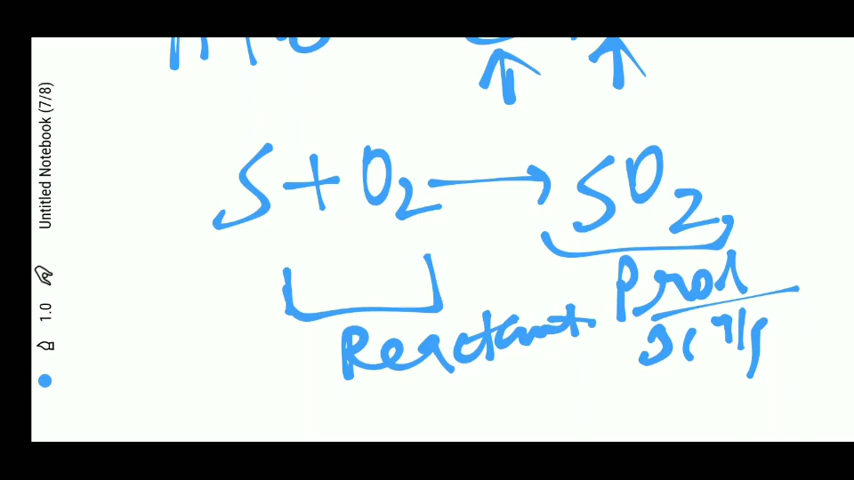 S + O2 → SO2
Reactant Prod
Untitled Notebook (7/8)
1.0